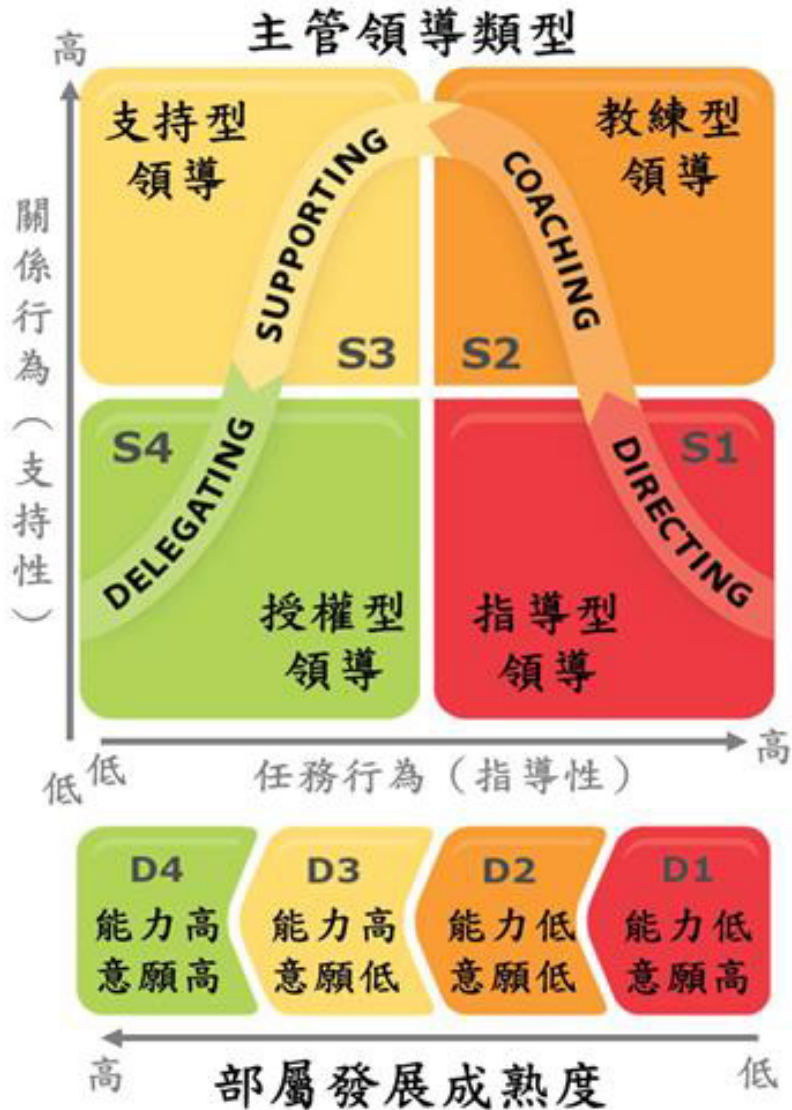 主管領導類型
高
支持型
領導
教練型
領導
SUPPORTING
COACHING
S3
S2
關係行為（支持性）
S4
S1
DELEGATING
DIRECTING
授權型
領導
指導型
領導
低
低
任務行為（指導性）
高
D4
能力高
意願高
D3
能力高
意願低
D2
能力低
意願低
D1
能力低
意願高
高
部屬發展成熟度
低